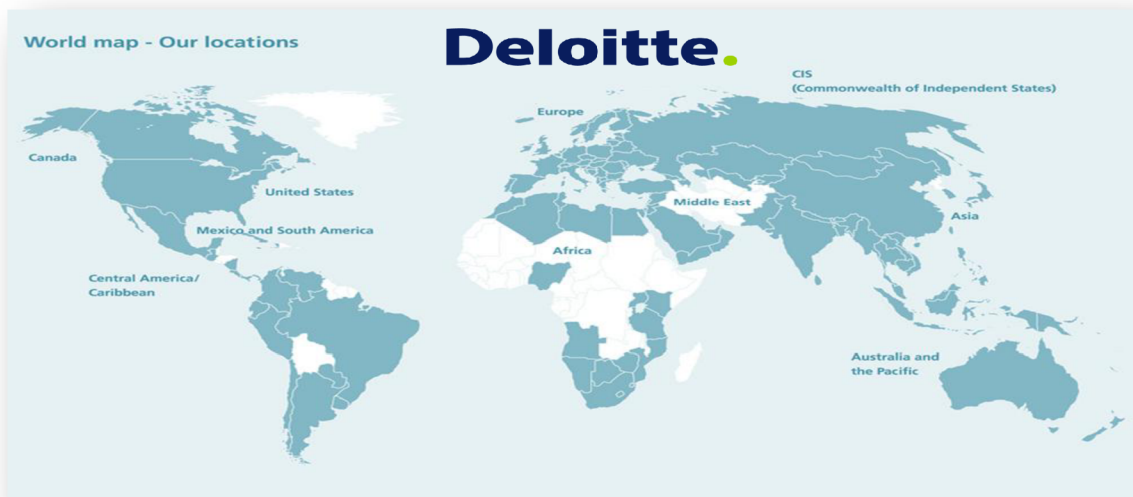 World map - Our locations
Deloitte.
CIS
(Commonwealth of Independent States)
Europe
Canada
United States
Middle East
Asia
Mexico and South America
Africa
Central America/
Caribbean
Australia and
the Pacific